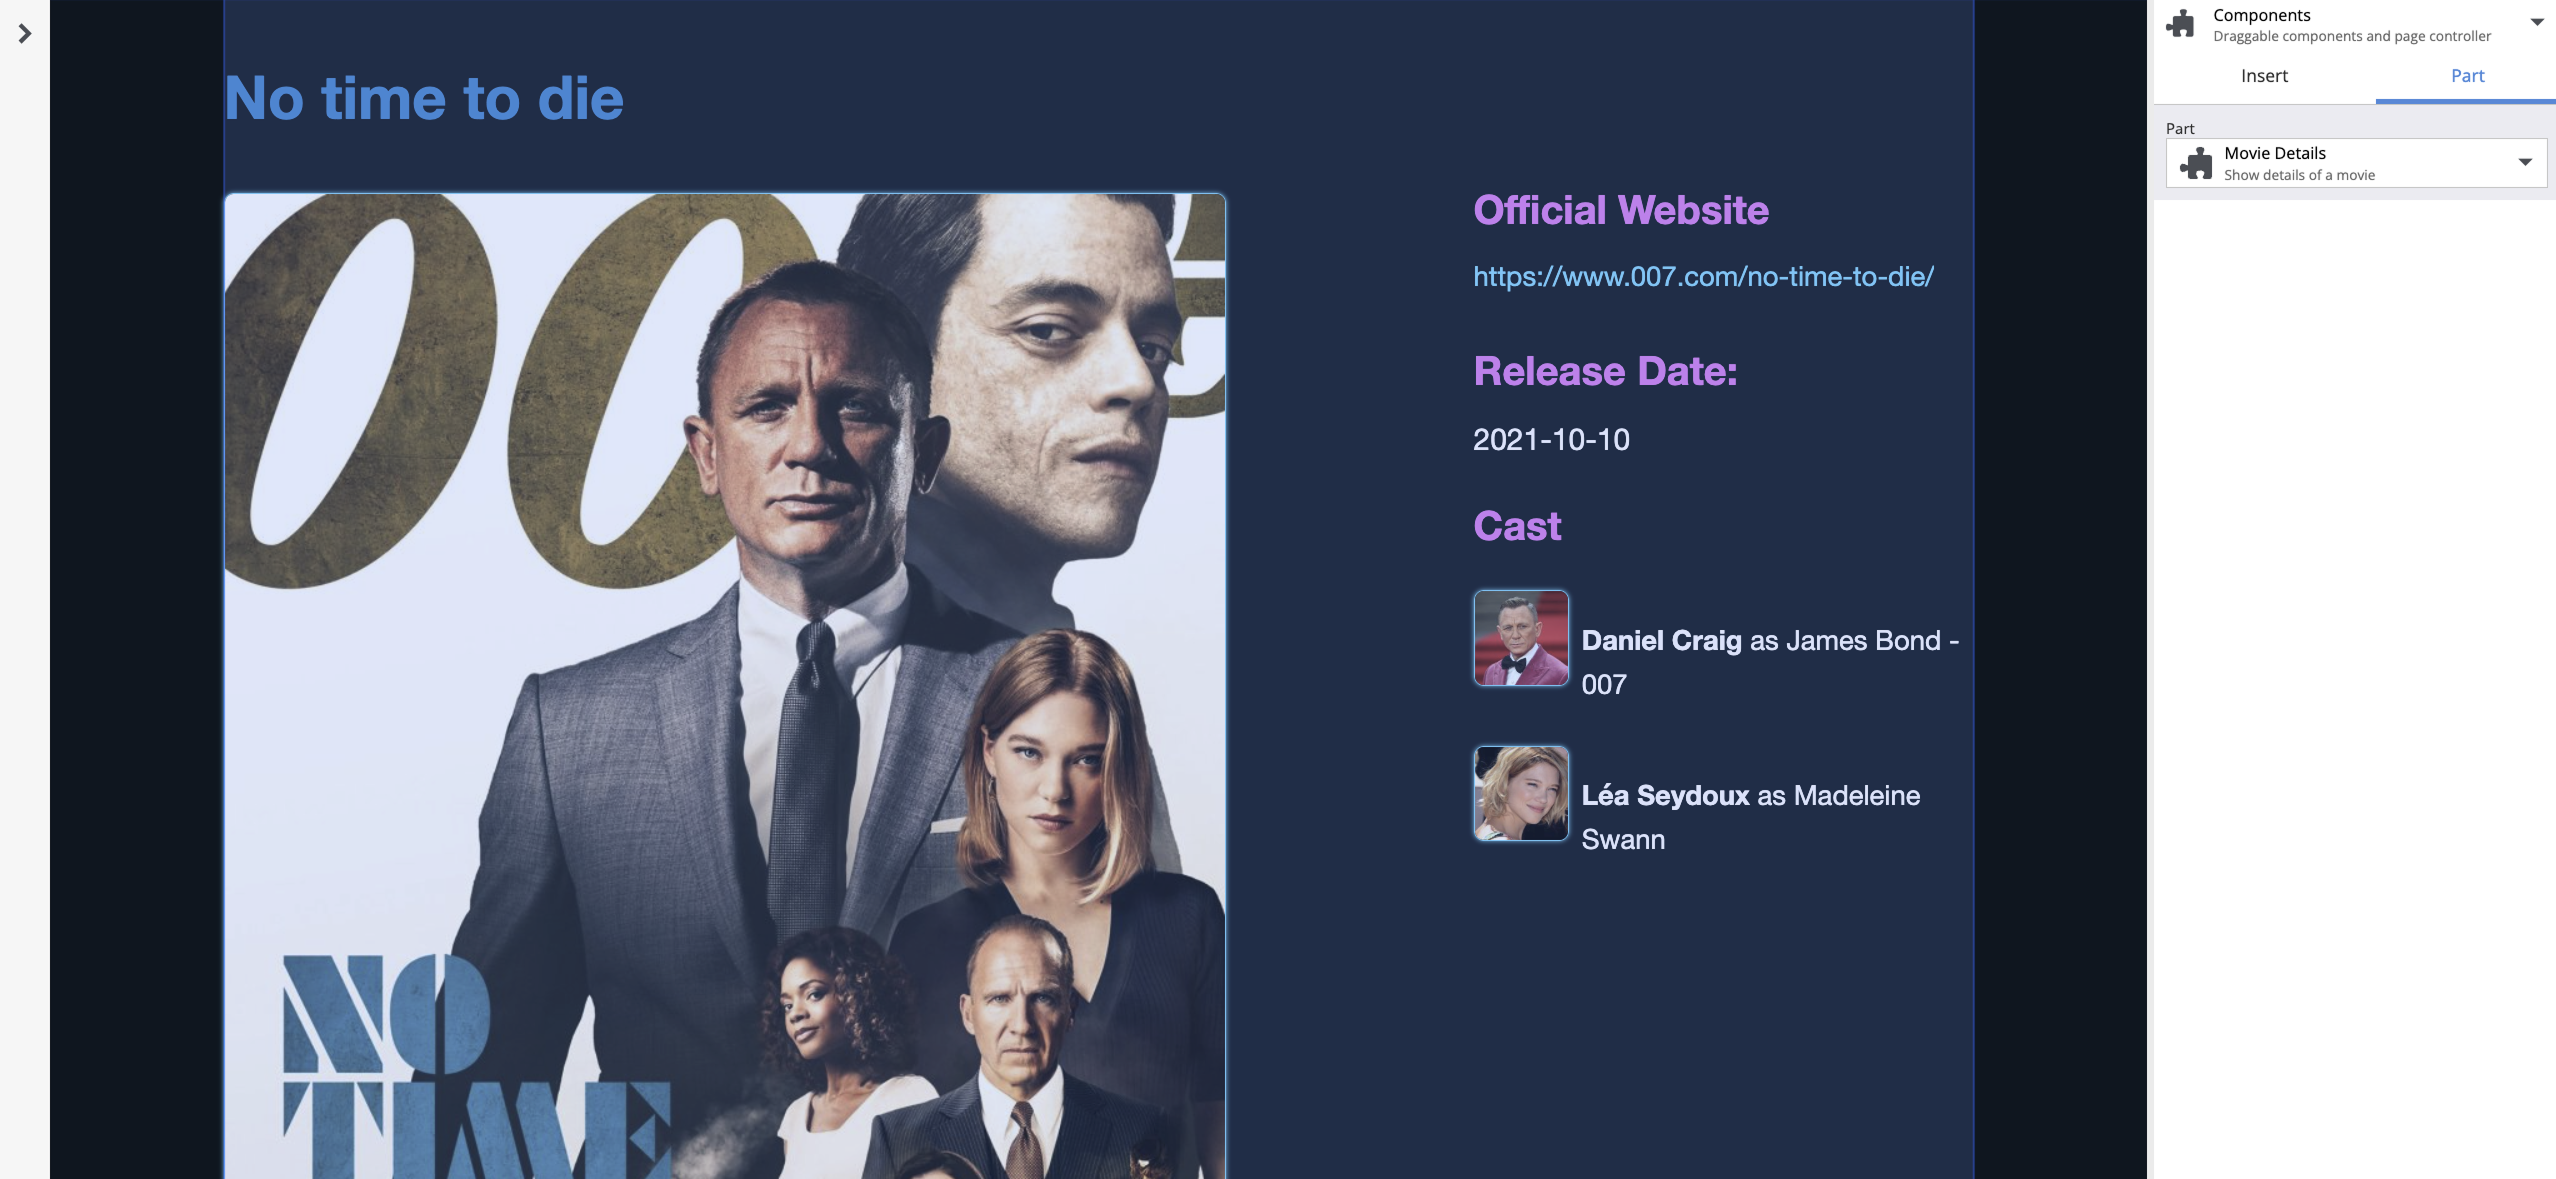 Components
Draggable components and page controller
Insert
Part
Part
Movie Details
Show details of a movie
No time to die
Official Website
https://www.007.com/no-time-to-die/
Release Date:
2021-10-10
Cast
Daniel Craig as James Bond -
007
Léa Seydoux as Madeleine
Swann
007
NO
TIME